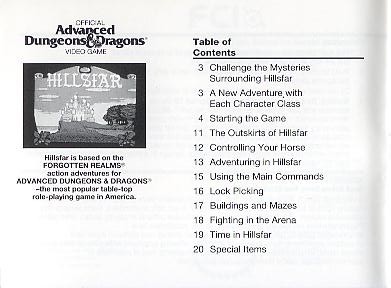 OFFICIAL
Advanced
Dungeons & Dragons®
VIDEO GAME
HILLSFAR
Hillsfar is based on the
FORGOTTEN REALMS®
action adventures for
ADVANCED DUNGEONS & DRAGONS®
–the most popular table-top
role-playing game in America.
Table of
Contents
3 Challenge the Mysteries
Surrounding Hillsfar
3 A New Adventure with
Each Character Class
4 Starting the Game
11 The Outskirts of Hillsfar
12 Controlling Your Horse
13 Adventuring in Hillsfar
15 Using the Main Commands
16 Lock Picking
17 Buildings and Mazes
18 Fighting in the Arena
19 Time in Hillsfar
20 Special Items